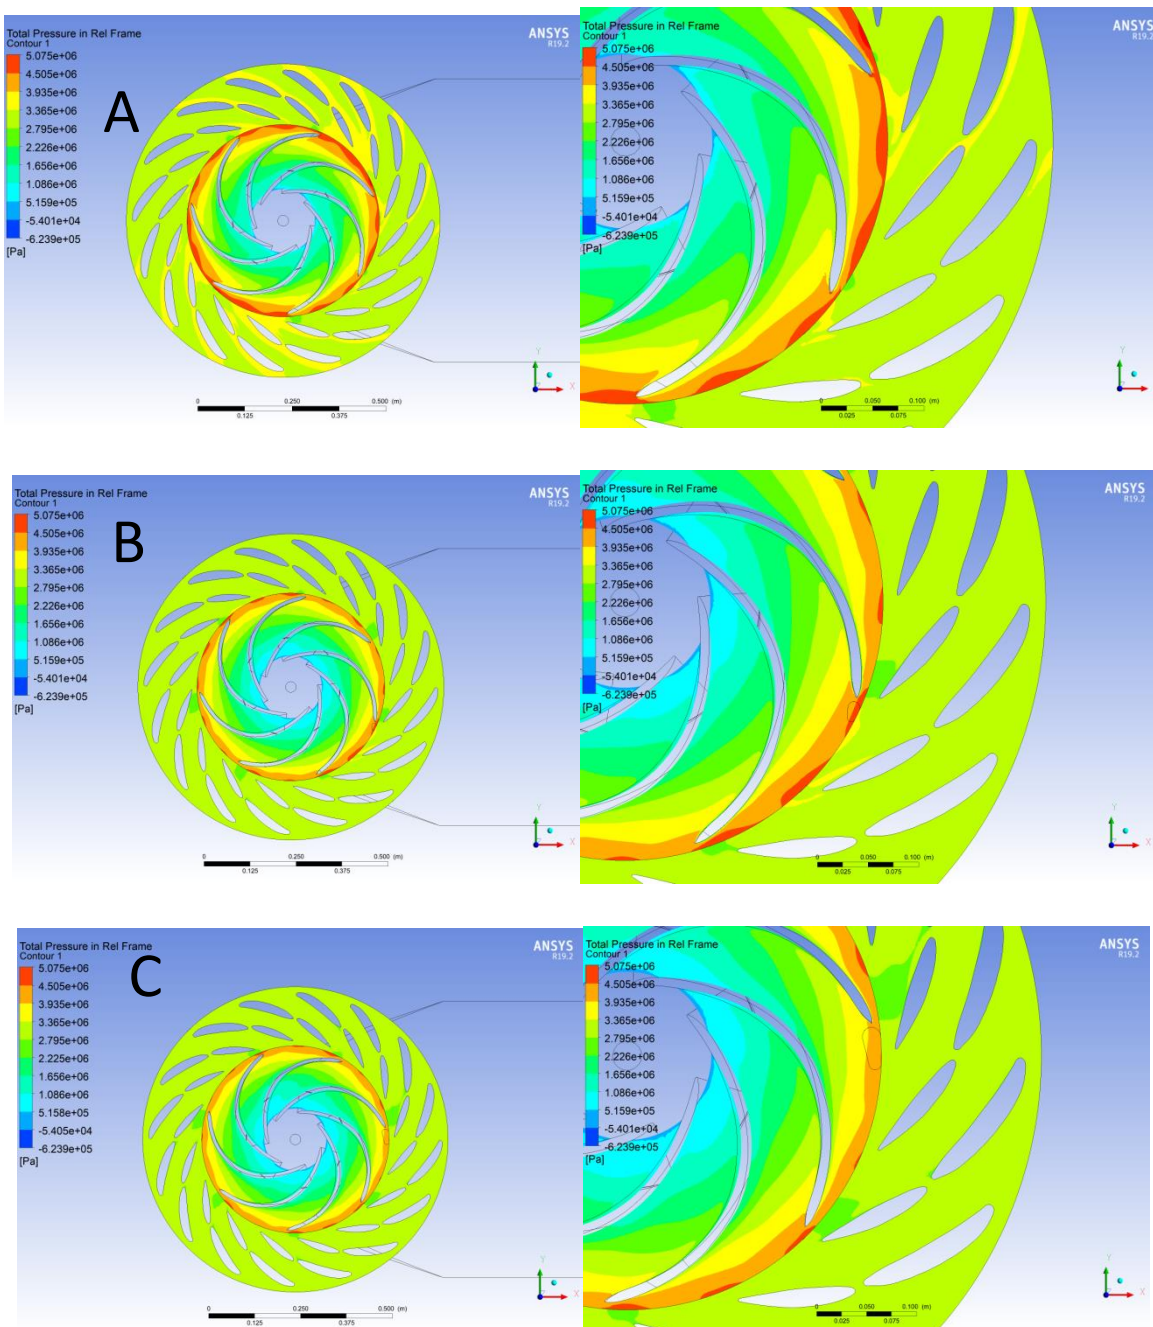 Total Pressure in Rel Frame
Contour 1
5.075e+06
4.505e+06
3.935e+06
3.365e+06
2.795e+06
2.226e+06
1.656e+06
1.086e+06
5.159e+05
-5.401e+04
-6.239e+05
[Pa]
A
ANSYS
R19.2
Y
X
0 0.250 0.500 (m)
0.125 0.375
Total Pressure in Rel Frame
Contour 1
5.075e+06
4.505e+06
3.935e+06
3.365e+06
2.795e+06
2.226e+06
1.656e+06
1.086e+06
5.159e+05
-5.401e+04
-6.239e+05
[Pa]
ANSYS
R19.2
Y
X
0 0.050 0.100 (m)
0.025 0.075
Total Pressure in Rel Frame
Contour 1
5.075e+06
4.505e+06
3.935e+06
3.365e+06
2.795e+06
2.226e+06
1.656e+06
1.086e+06
5.159e+05
-5.401e+04
-6.239e+05
[Pa]
B
ANSYS
R19.2
Y
X
0 0.250 0.500 (m)
0.125 0.375
Total Pressure in Rel Frame
Contour 1
5.075e+06
4.505e+06
3.935e+06
3.365e+06
2.795e+06
2.226e+06
1.656e+06
1.086e+06
5.159e+05
-5.401e+04
-6.239e+05
[Pa]
ANSYS
R19.2
Y
X
0 0.050 0.100 (m)
0.025 0.075
Total Pressure in Rel Frame
Contour 1
5.075e+06
4.505e+06
3.935e+06
3.365e+06
2.795e+06
2.225e+06
1.656e+06
1.086e+06
5.158e+05
-5.405e+04
-6.239e+05
[Pa]
C
ANSYS
R19.2
Y
X
0 0.250 0.500 (m)
0.125 0.375
Total Pressure in Rel Frame
Contour 1
5.075e+06
4.505e+06
3.935e+06
3.365e+06
2.795e+06
2.226e+06
1.656e+06
1.086e+06
5.159e+05
-5.401e+04
-6.239e+05
[Pa]
ANSYS
R19.2
Y
X
0 0.050 0.100 (m)
0.025 0.075